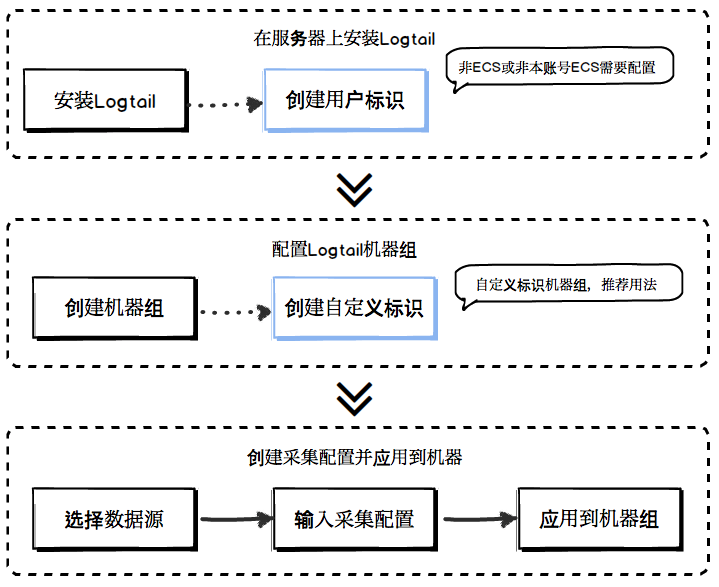 在服务器上安装Logtail
非ECS或非本账号ECS需要配置
安装Logtail
创建用户标识
配置Logtail机器组
自定义标识机器组，推荐用法
创建机器组
创建自定义标识
创建采集配置并应用到机器
选择数据源
输入采集配置
应用到机器组